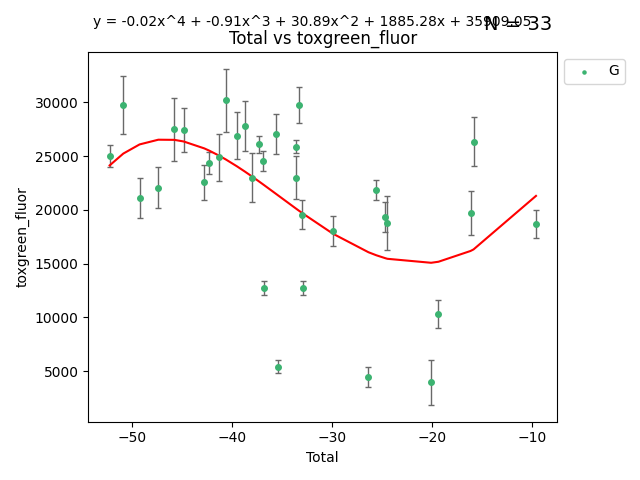 y = -0.02x^4 + -0.91x^3 + 30.89x^2 + 1885.28x + 35909.05
N = 33
Total vs toxgreen_fluor
G
30000
25000
20000
15000
10000
5000
toxgreen_fluor
−50
−40
−30
−20
−10
Total